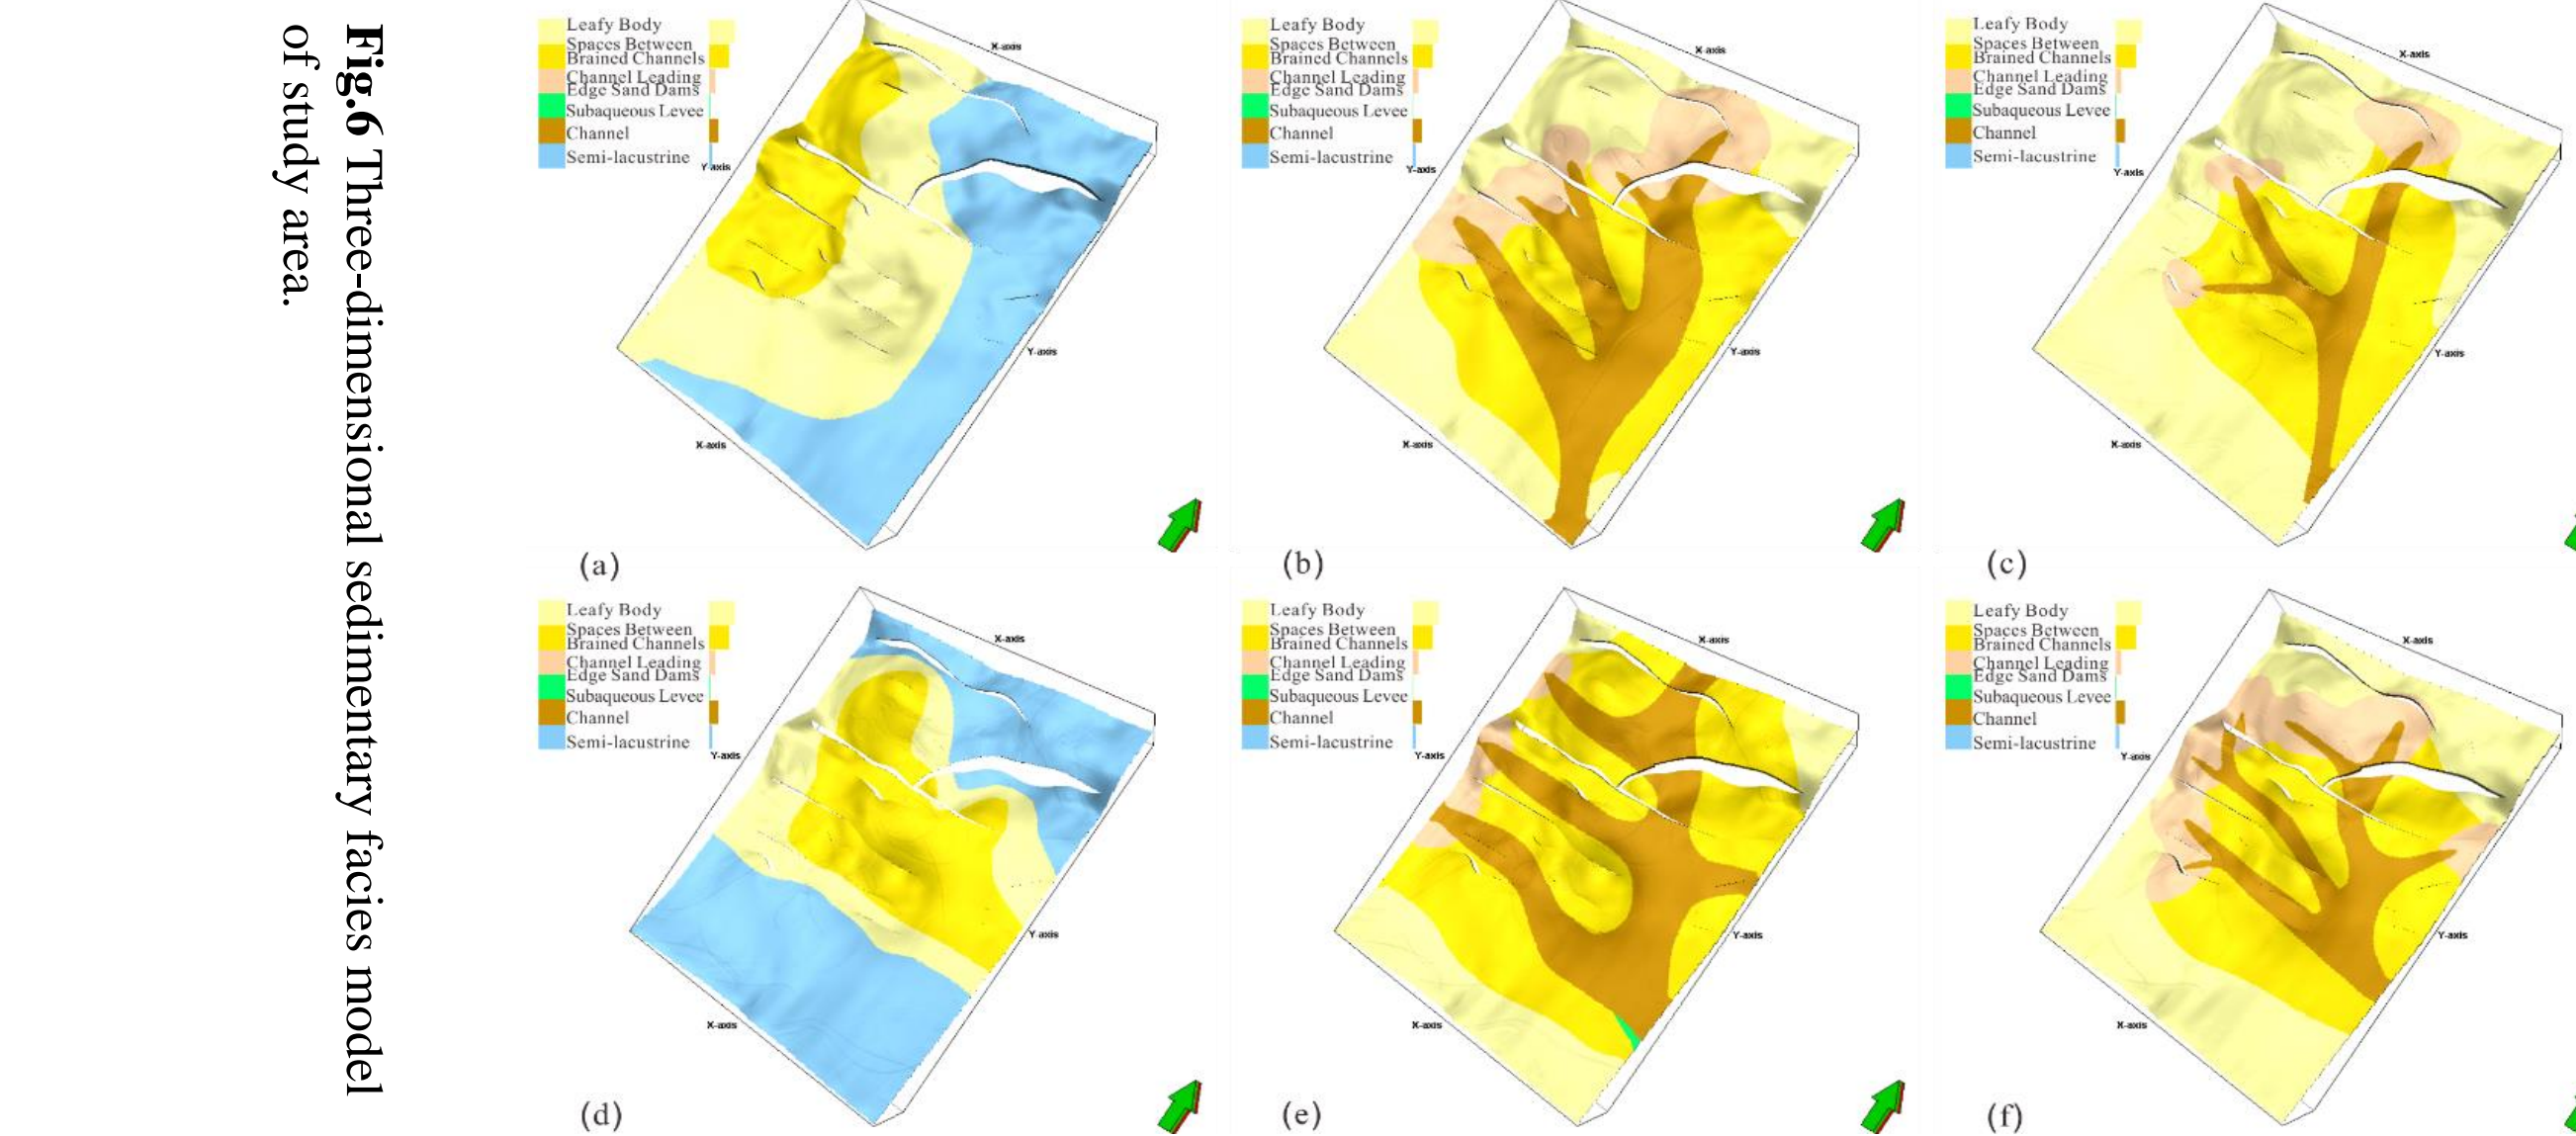 Fig.6 Three-dimensional sedimentary facies model
of study area.
Leafy Body
Spaces Between
Brained Channels
Channel Leading
Edge Sand Dams
Subaqueous Levee
Channel
Semi-lacustrine
X-axis
Y-axis
Y-axis
X-axis
(a)
Leafy Body
Spaces Between
Brained Channels
Channel Leading
Edge Sand Dams
Subaqueous Levee
Channel
Semi-lacustrine
X-axis
Y-axis
Y-axis
X-axis
(b)
Leafy Body
Spaces Between
Brained Channels
Channel Leading
Edge Sand Dams
Subaqueous Levee
Channel
Semi-lacustrine
X-axis
Y-axis
Y-axis
X-axis
(c)
Leafy Body
Spaces Between
Brained Channels
Channel Leading
Edge Sand Dams
Subaqueous Levee
Channel
Semi-lacustrine
X-axis
Y-axis
Y-axis
X-axis
(d)
Leafy Body
Spaces Between
Brained Channels
Channel Leading
Edge Sand Dams
Subaqueous Levee
Channel
Semi-lacustrine
X-axis
Y-axis
Y-axis
X-axis
(e)
Leafy Body
Spaces Between
Brained Channels
Channel Leading
Edge Sand Dams
Subaqueous Levee
Channel
Semi-lacustrine
X-axis
Y-axis
Y-axis
X-axis
(f)